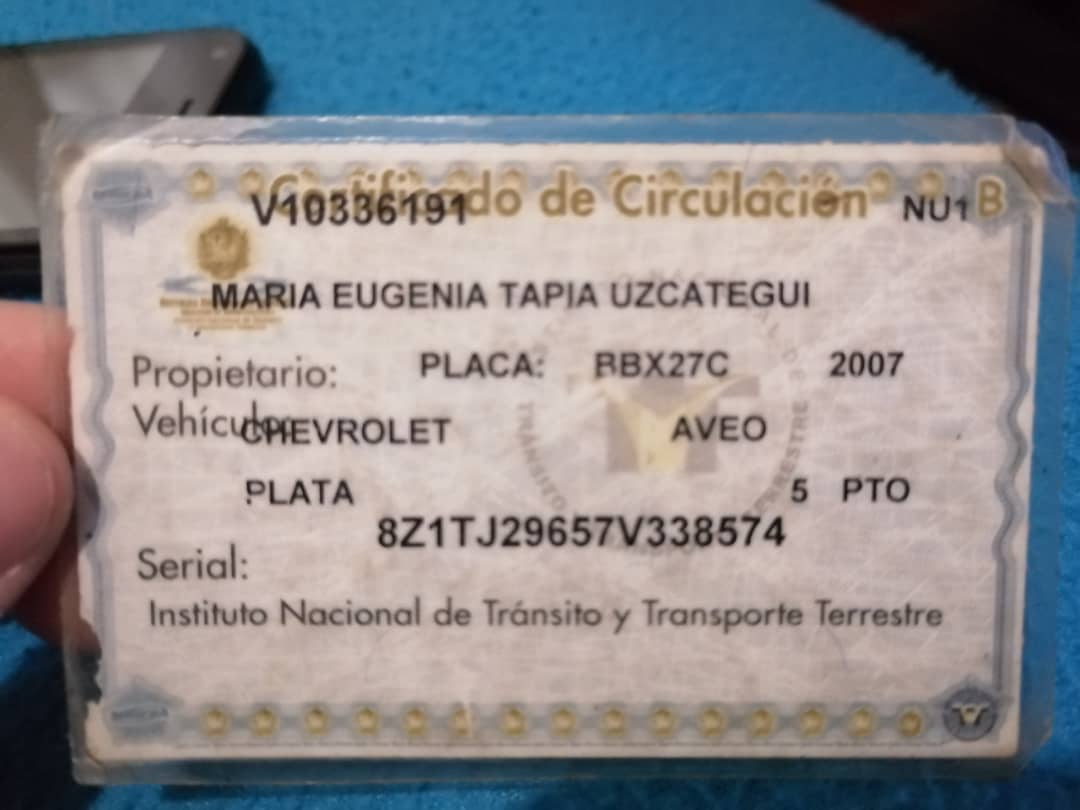 Certificado de Circulación B
V10336191 NU1
MARIA EUGENIA TAPIA UZCATEGUI
Propietario: PLACA: BBX27C 2007
Vehículo: CHEVROLET AVEO
PLATA 5 PTO
8Z1TJ29657V338574
Serial:
Instituto Nacional de Tránsito y Transporte Terrestre